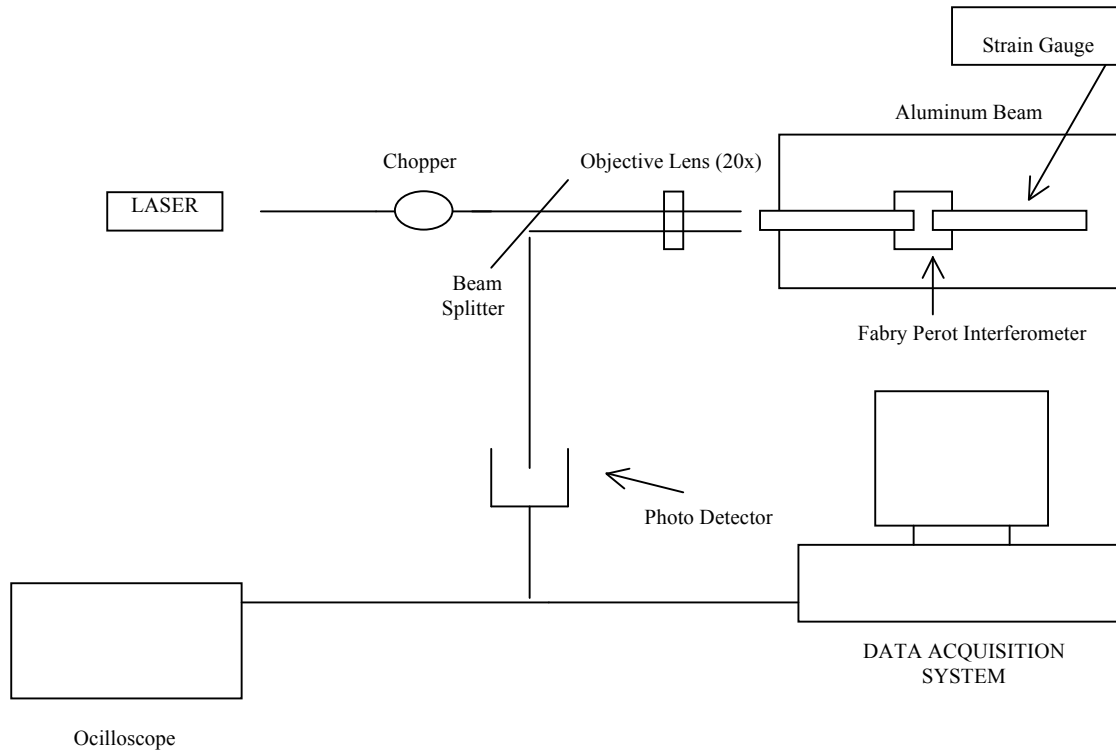 Strain Gauge
Aluminum Beam
Chopper
Objective Lens (20x)
LASER
Beam
Splitter
Fabry Perot Interferometer
Photo Detector
DATA ACQUISITION
SYSTEM
Ocilloscope